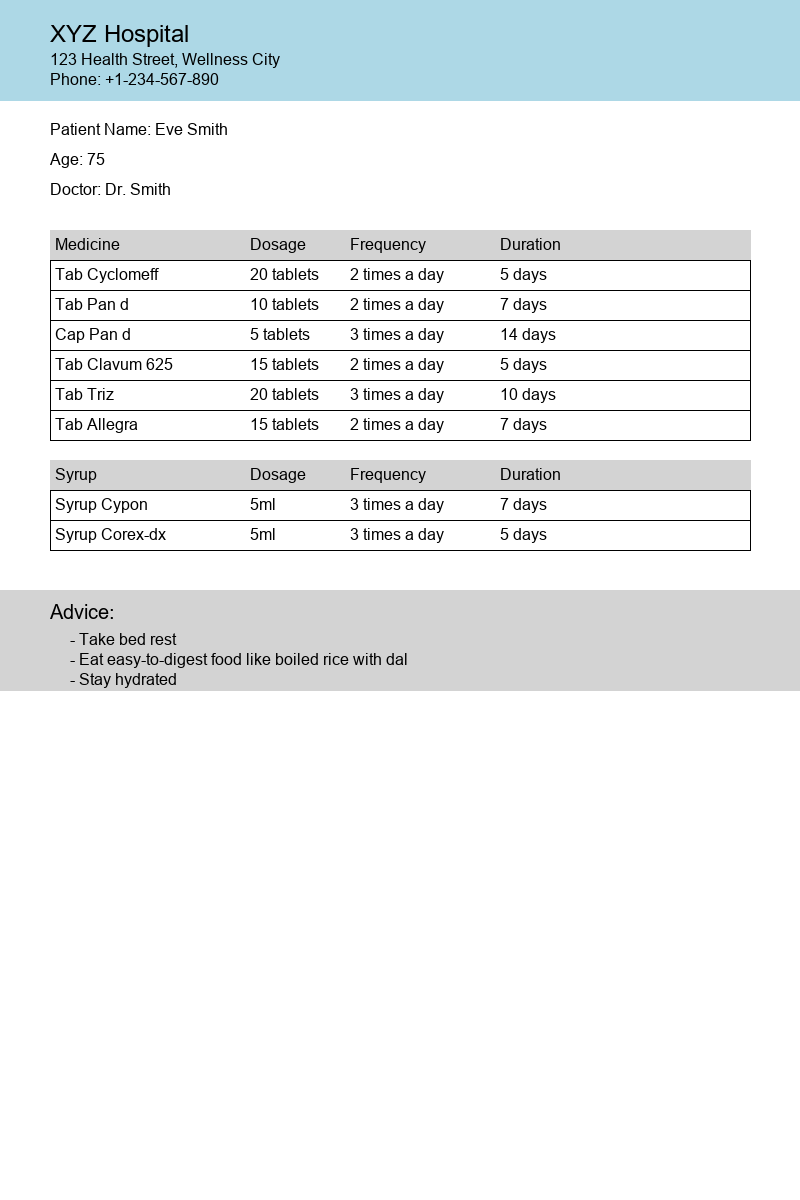 XYZ Hospital
123 Health Street, Wellness City
Phone: +1-234-567-890
Patient Name: Eve Smith
Age: 75
Doctor: Dr. Smith
Medicine Dosage Frequency Duration
Tab Cyclomeff 20 tablets 2 times a day 5 days
Tab Pan d 10 tablets 2 times a day 7 days
Cap Pan d 5 tablets 3 times a day 14 days
Tab Clavum 625 15 tablets 2 times a day 5 days
Tab Triz 20 tablets 3 times a day 10 days
Tab Allegra 15 tablets 2 times a day 7 days
Syrup Dosage Frequency Duration
Syrup Cypon 5ml 3 times a day 7 days
Syrup Corex-dx 5ml 3 times a day 5 days
Advice:
- Take bed rest
- Eat easy-to-digest food like boiled rice with dal
- Stay hydrated